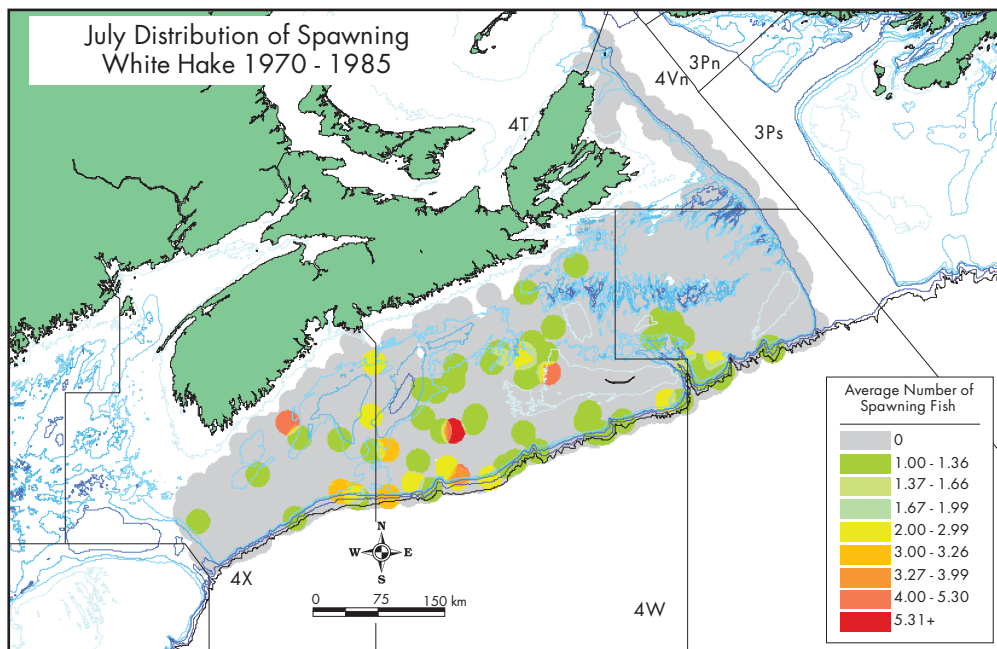 July Distribution of Spawning
White Hake 1970 - 1985
3Pn
4Vn
3Ps
4T
Average Number of
Spawning Fish
0
1.00 - 1.36
1.37 - 1.66
1.67 - 1.99
2.00 - 2.99
3.00 - 3.26
3.27 - 3.99
4.00 - 5.30
5.31+
N
W E
S
4X
0 75 150 km
4W